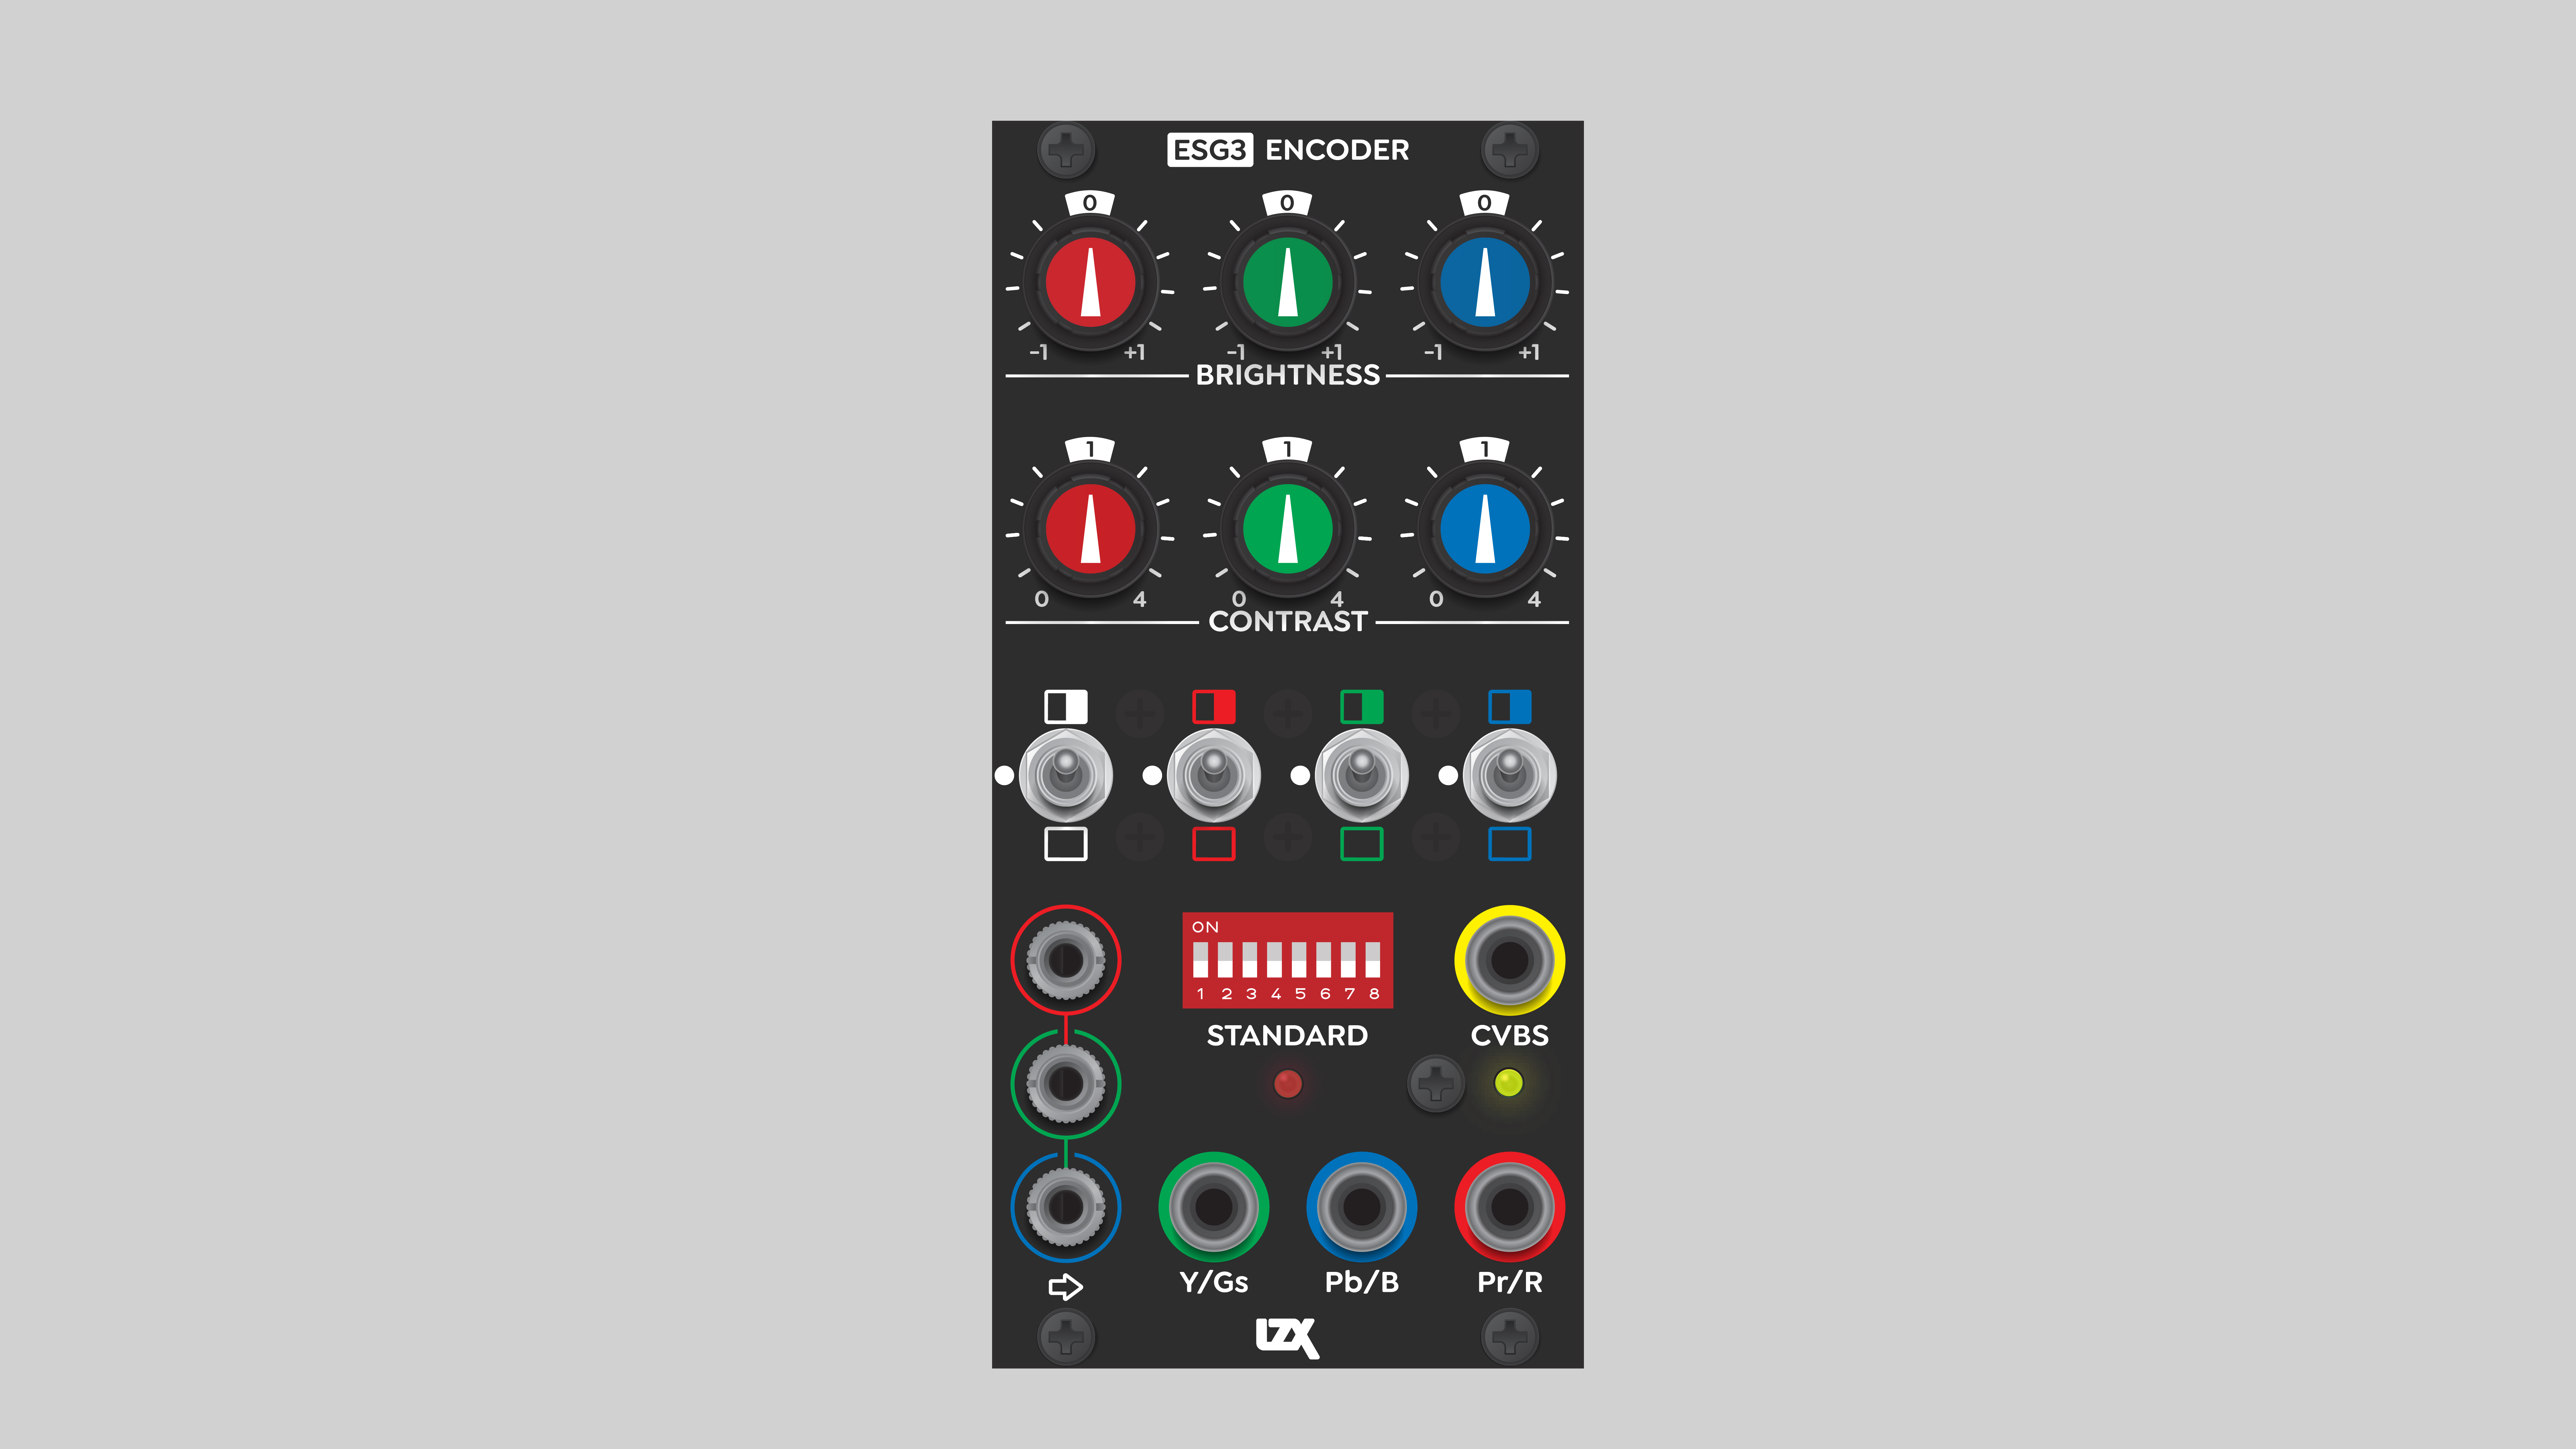 ESG3 ENCODER
0 0 0
-1 +1 -1 +1 -1 +1
BRIGHTNESS
1 1 1
0 4 0 4 0 4
CONTRAST
ON
1 2 3 4 5 6 7 8
STANDARD
CVBS
Y/Gs Pb/B Pr/R
LZX